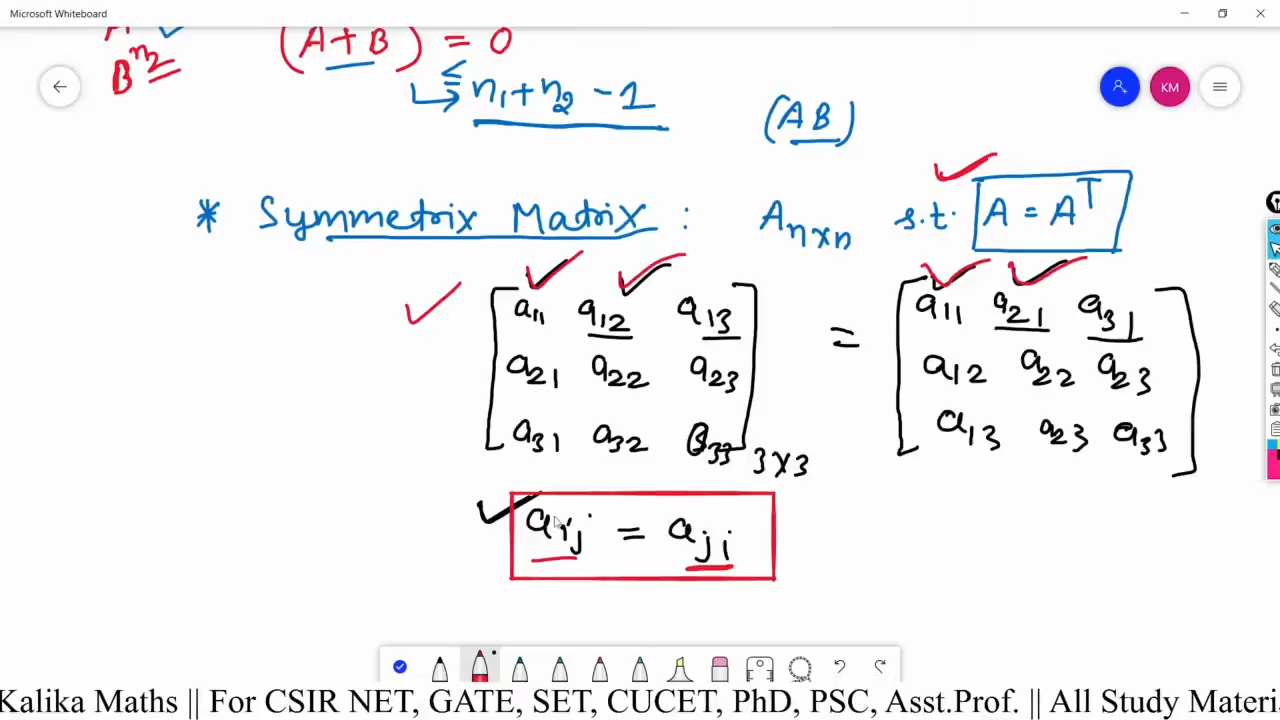 Microsoft Whiteboard
(A+B) = 0
B^n2
≤
↳ n1+n2 -1
(AB)
KM
* Symmetrix Matrix : A n×n s.t. A = A^T
a11 a12 a13 = a11 a21 a31
a21 a22 a23 a12 a22 a23
a31 a32 a33 3×3 a13 a23 a33
aij = aji
Kalika Maths || For CSIR NET, GATE, SET, CUCET, PhD, PSC, Asst.Prof. || All Study Materi